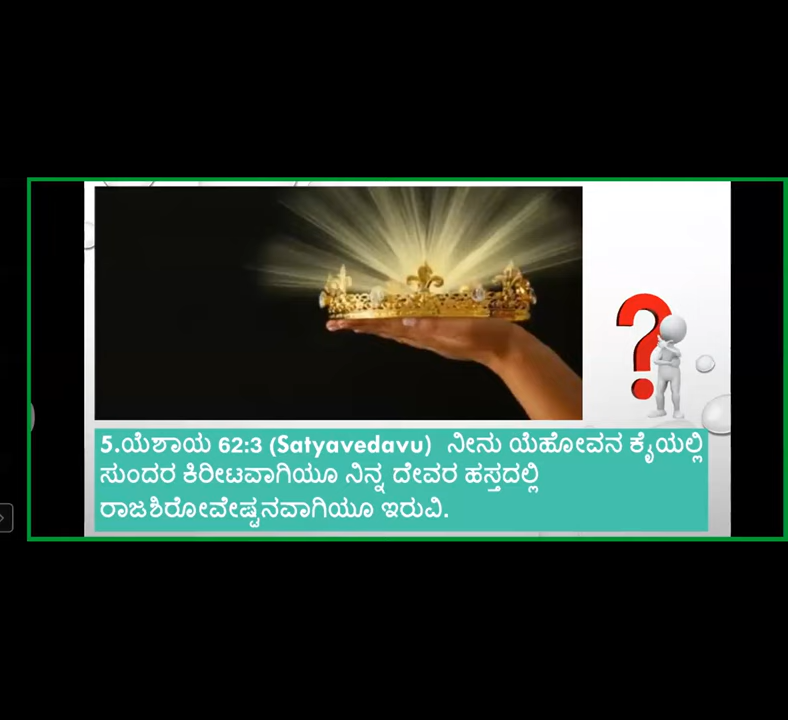 5.ಯೆಶಾಯ 62:3 (Satyavedavu) ನೀನು ಯೆಹೋವನ ಕೈಯಲ್ಲಿ
ಸುಂದರ ಕಿರೀಟವಾಗಿಯೂ ನಿನ್ನ ದೇವರ ಹಸ್ತದಲ್ಲಿ
ರಾಜಶಿರೋವೇಷ್ಟನವಾಗಿಯೂ ಇರುವಿ.